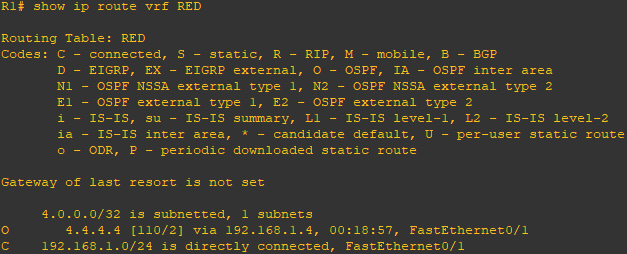 R1# show ip route vrf RED
Routing Table: RED
Codes: C - connected, S - static, R - RIP, M - mobile, B - BGP
D - EIGRP, EX - EIGRP external, O - OSPF, IA - OSPF inter area
N1 - OSPF NSSA external type 1, N2 - OSPF NSSA external type 2
E1 - OSPF external type 1, E2 - OSPF external type 2
i - IS-IS, su - IS-IS summary, L1 - IS-IS level-1, L2 - IS-IS level-2
ia - IS-IS inter area, * - candidate default, U - per-user static route
o - ODR, P - periodic downloaded static route
Gateway of last resort is not set
4.0.0.0/32 is subnetted, 1 subnets
O 4.4.4.4 [110/2] via 192.168.1.4, 00:18:57, FastEthernet0/1
C 192.168.1.0/24 is directly connected, FastEthernet0/1